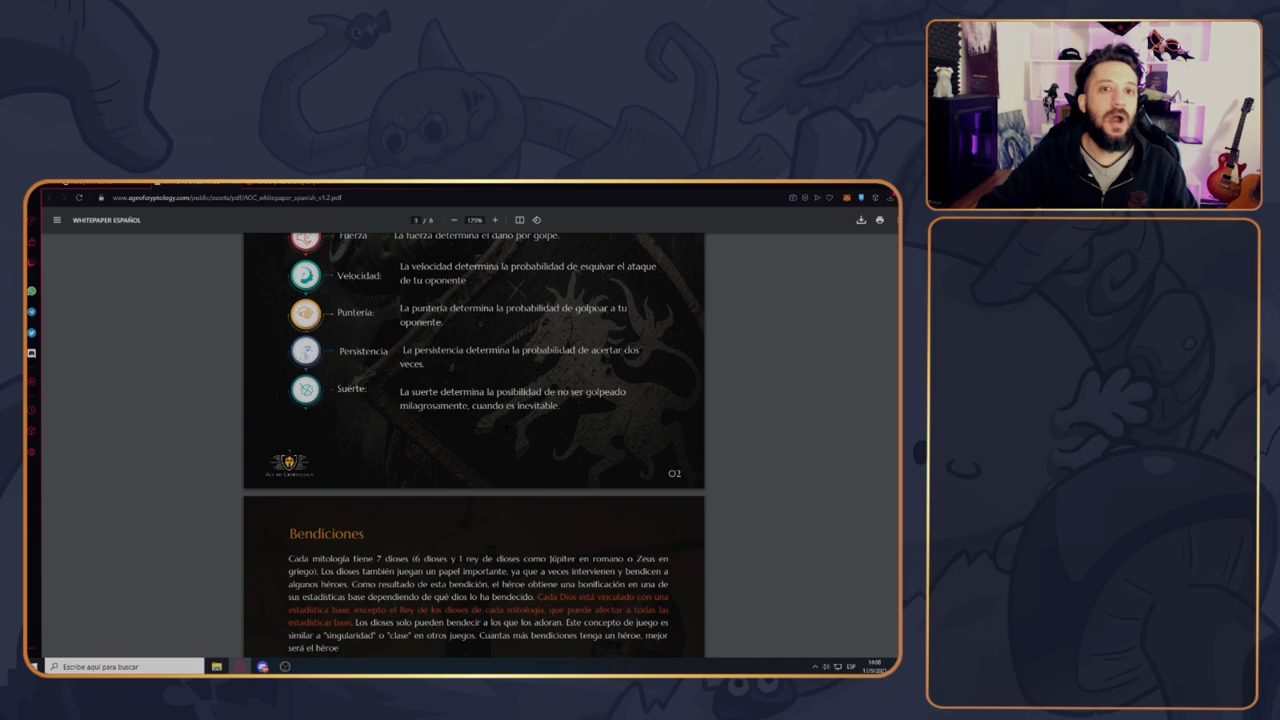 www.ageofcryptology.com/public/assets/pdf/AOC_whitepaper_spanish_v1.2.pdf
WHITEPAPER ESPAÑOL
3 / 8
125%
Fuerza
La fuerza determina el daño por golpe.
Velocidad:
La velocidad determina la probabilidad de esquivar el ataque
de tu oponente
Puntería:
La puntería determina la probabilidad de golpear a tu
oponente.
Persistencia
La persistencia determina la probabilidad de acertar dos
veces.
Suerte:
La suerte determina la posibilidad de no ser golpeado
milagrosamente, cuando es inevitable.
AGE OF CRYPTOLOGY
02
Bendiciones
Cada mitología tiene 7 dioses (6 dioses y 1 rey de dioses como Júpiter en romano o Zeus en
griego). Los dioses también juegan un papel importante, ya que a veces intervienen y bendicen a
algunos héroes. Como resultado de esta bendición, el héroe obtiene una bonificación en una de
sus estadísticas base dependiendo de qué dios lo ha bendecido. Cada Dios está vinculado con una
estadística base, excepto el Rey de los dioses de cada mitología, que puede afectar a todas las
estadísticas base. Los dioses solo pueden bendecir a los que los adoran. Este concepto de juego es
similar a "singularidad" o "clase" en otros juegos. Cuantas más bendiciones tenga un héroe, mejor
será el héroe
Escribe aquí para buscar
ESP
14:08